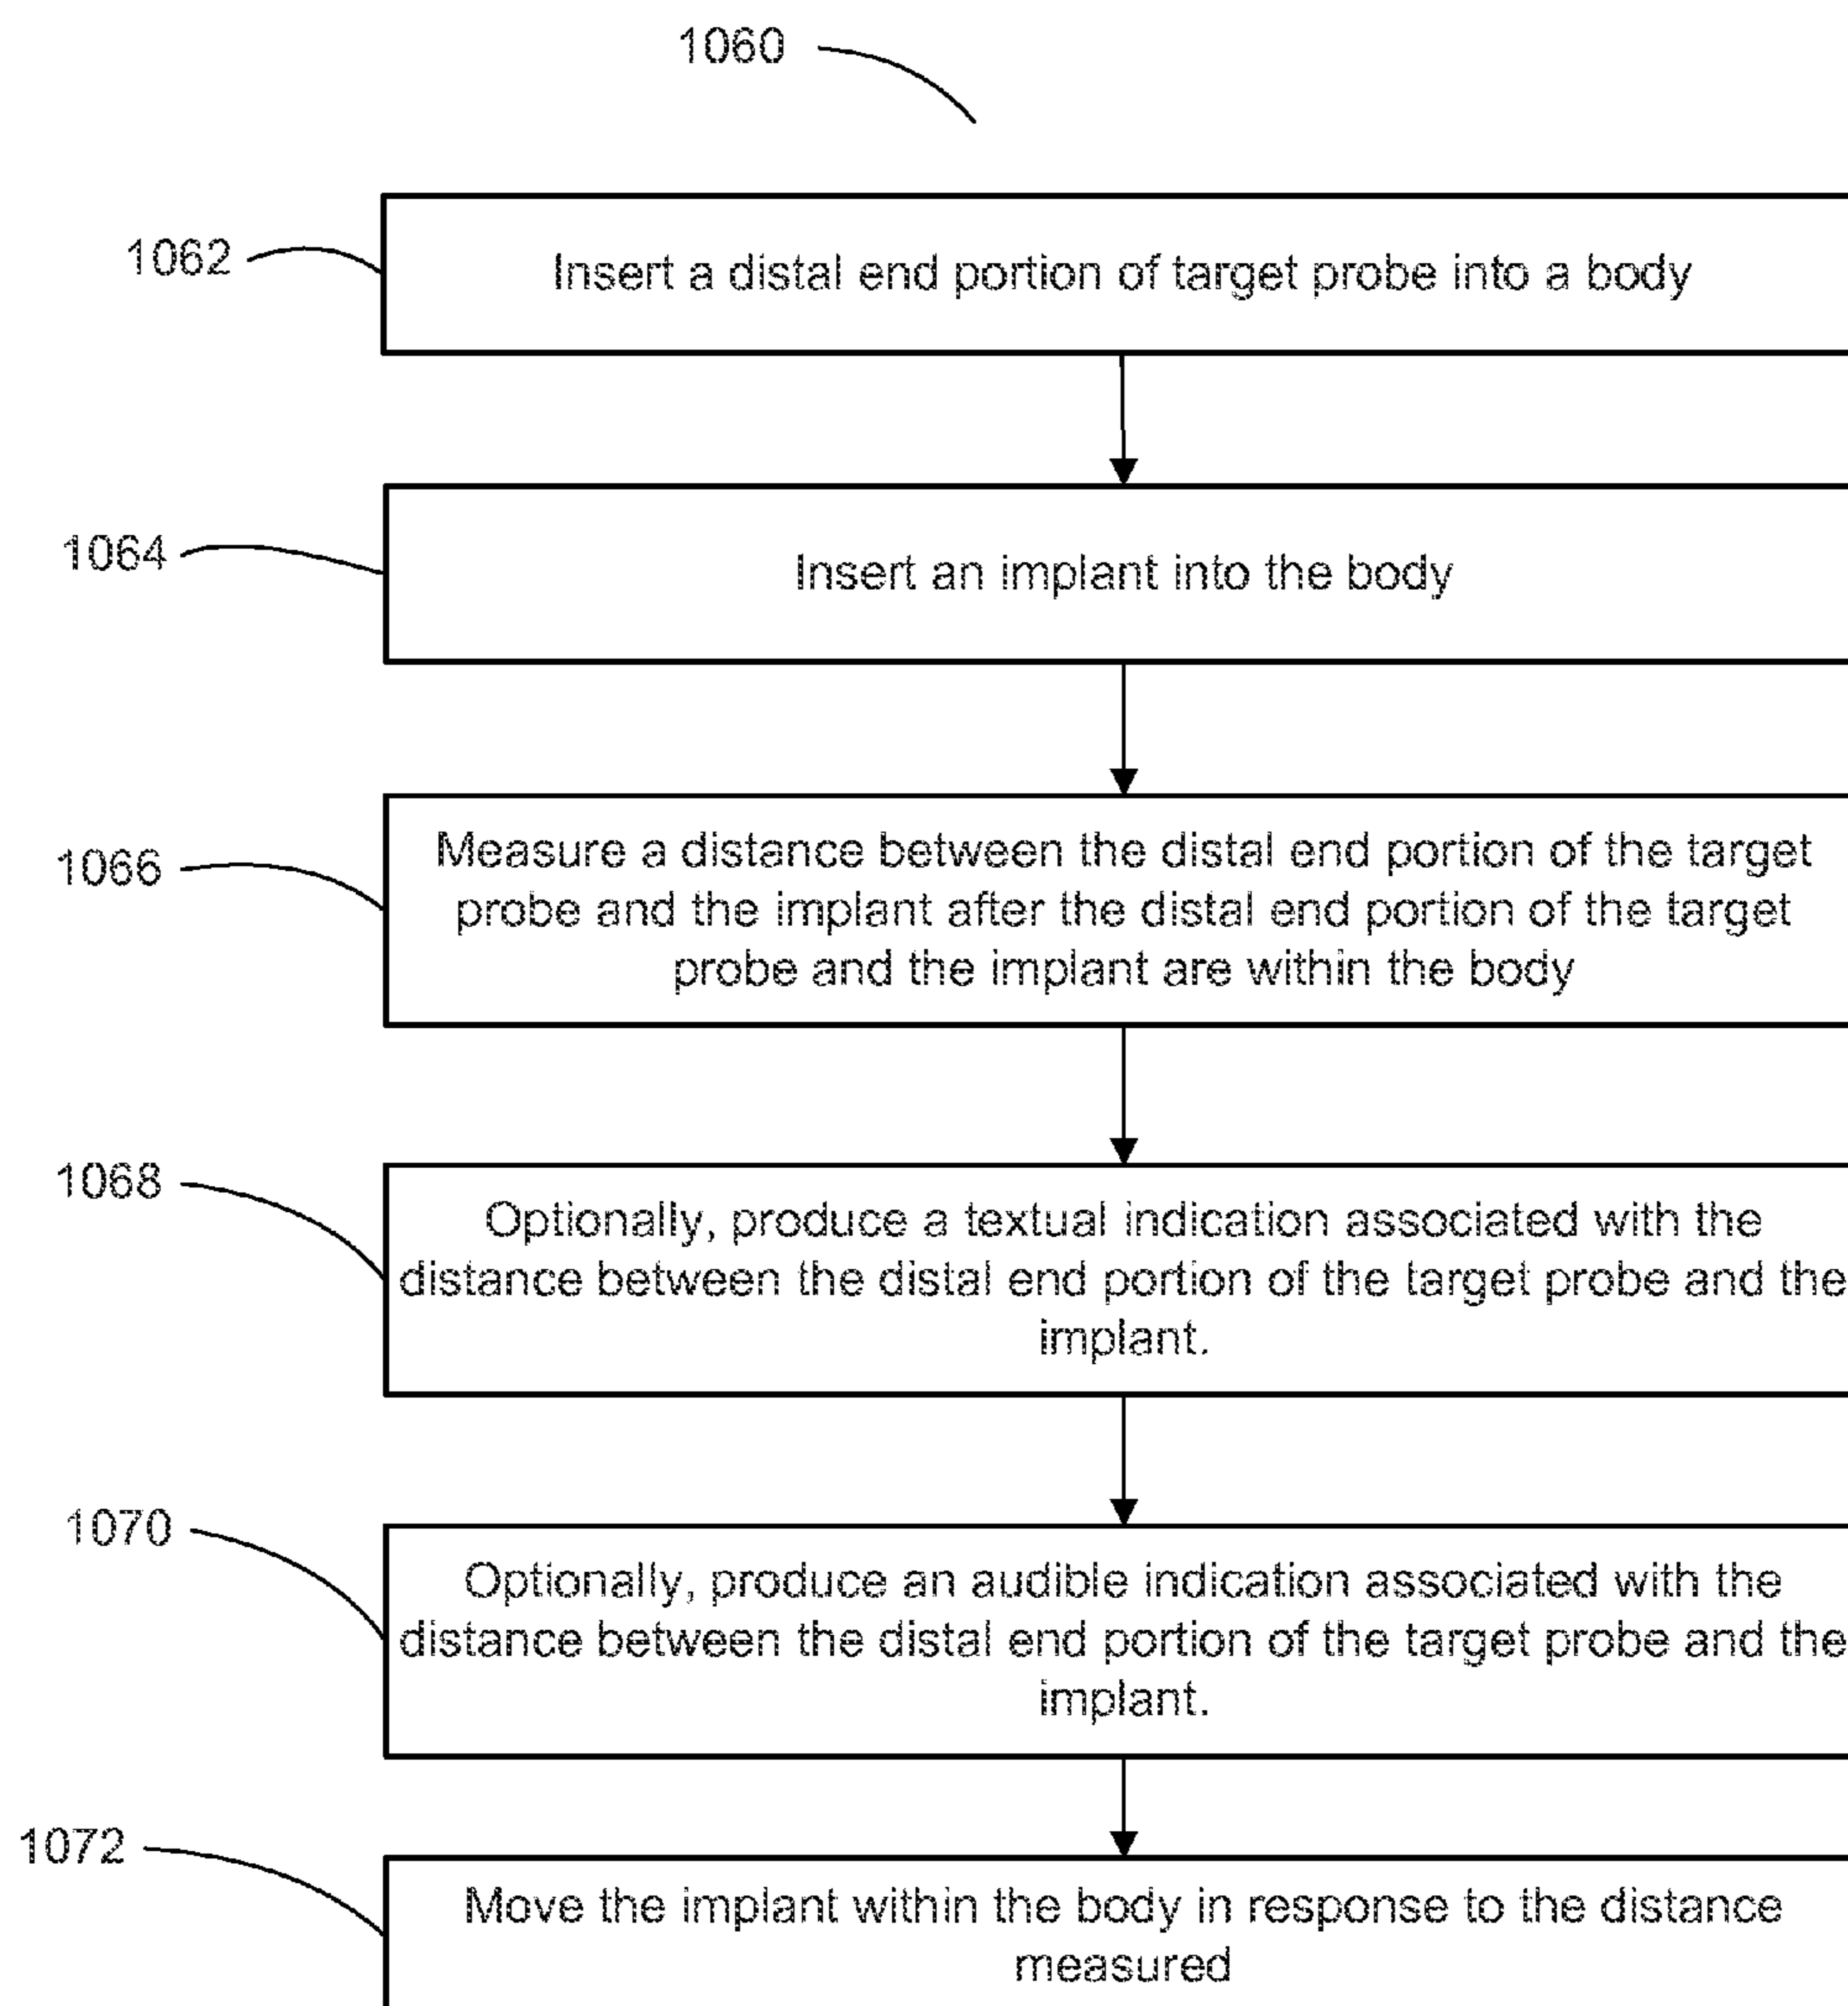 1060
1062
Insert a distal end portion of target probe into a body
1064
Insert an implant into the body
1066
Measure a distance between the distal end portion of the target
probe and the implant after the distal end portion of the target
probe and the implant are within the body
1068
Optionally, produce a textual indication associated with the
distance between the distal end portion of the target probe and the
implant.
1070
Optionally, produce an audible indication associated with the
distance between the distal end portion of the target probe and the
implant.
1072
Move the implant within the body in response to the distance
measured